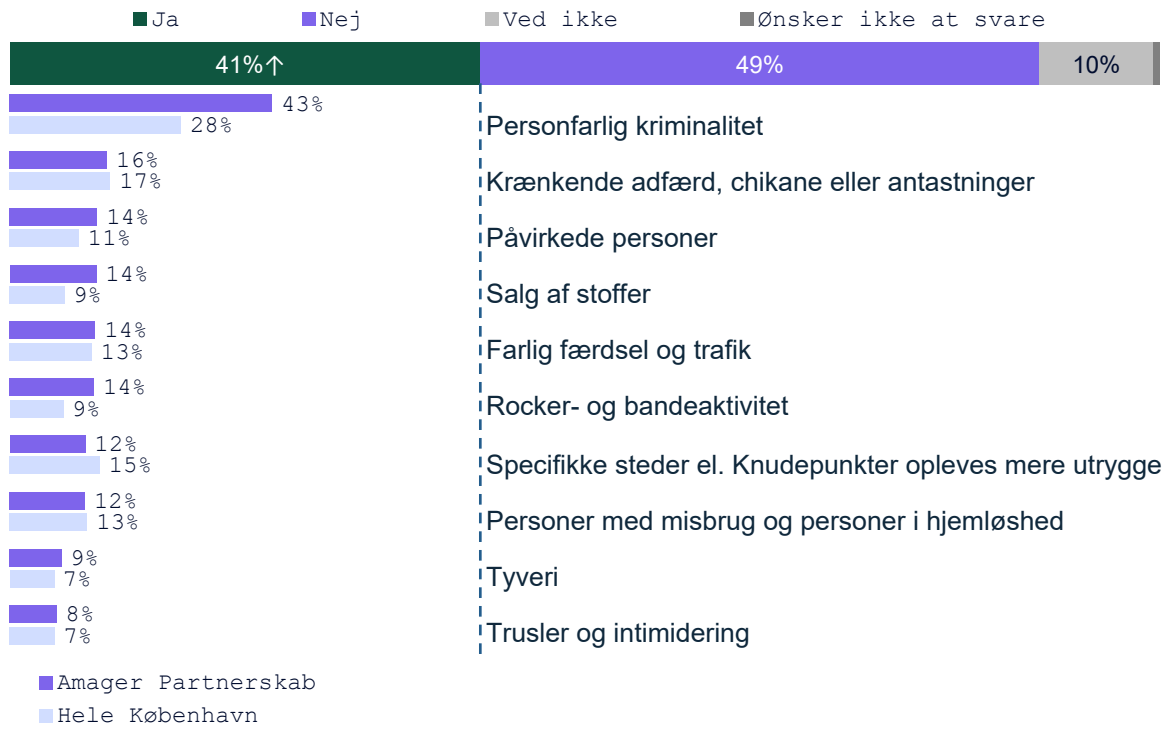 Ja Nej Ved ikke Ønsker ikke at svare
41%↑ 49% 10%
43%
28% Personfarlig kriminalitet
16%
17% Krænkende adfærd, chikane eller antastninger
14%
11% Påvirkede personer
14%
9% Salg af stoffer
14%
13% Farlig færdsel og trafik
14%
9% Rocker- og bandeaktivitet
12%
15% Specifikke steder el. Knudepunkter opleves mere utrygge
12%
13% Personer med misbrug og personer i hjemløshed
9%
7% Tyveri
8%
7% Trusler og intimidering
Amager Partnerskab
Hele København